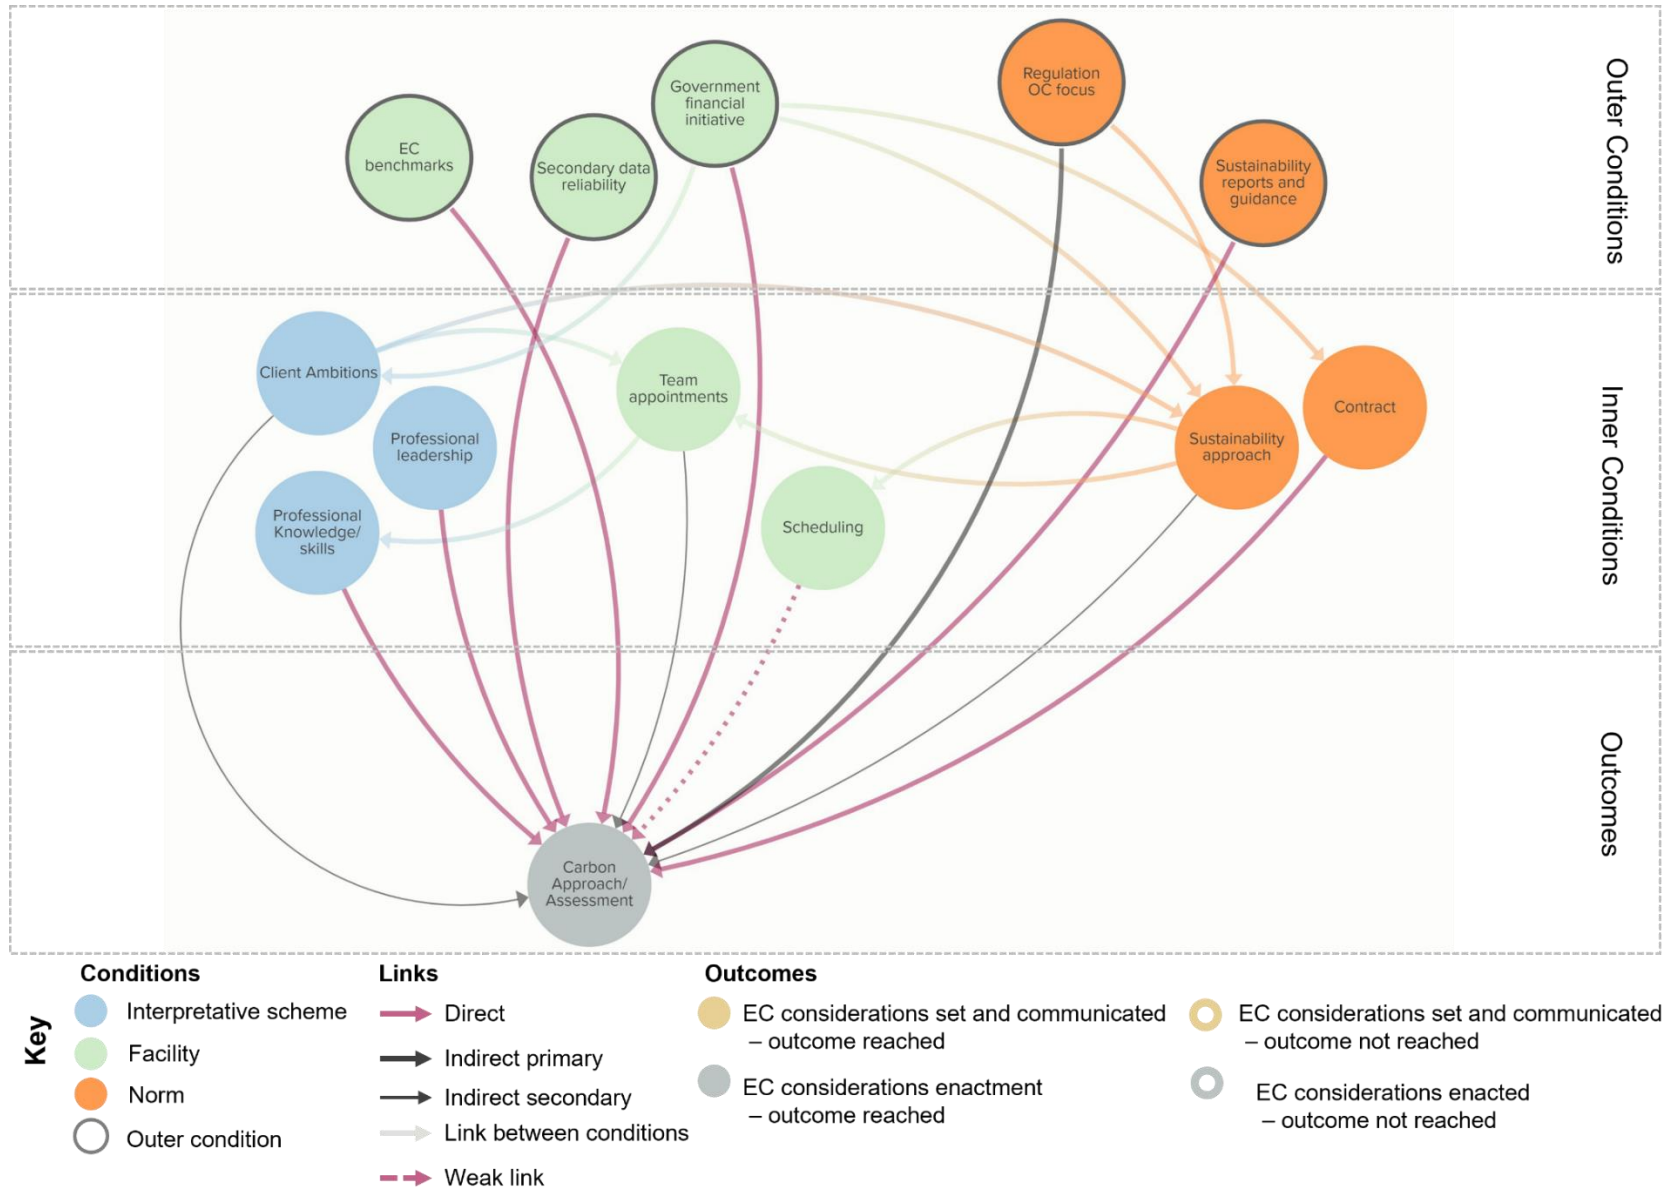 Government
financial
initiative
Regulation
OC focus
EC
benchmarks
Secondary data
reliability
Sustainability
reports and
guidance
Outer Conditions
Client Ambitions
Team
appointments
Professional
leadership
Sustainability
approach
Contract
Professional
Knowledge/
skills
Scheduling
Inner Conditions
Carbon
Approach/
Assessment
Outcomes
Key
Conditions
Interpretative scheme
Facility
Norm
Outer condition
Links
Direct
Indirect primary
Indirect secondary
Link between conditions
Weak link
Outcomes
EC considerations set and communicated
– outcome reached
EC considerations enactment
– outcome reached
EC considerations set and communicated
– outcome not reached
EC considerations enacted
– outcome not reached